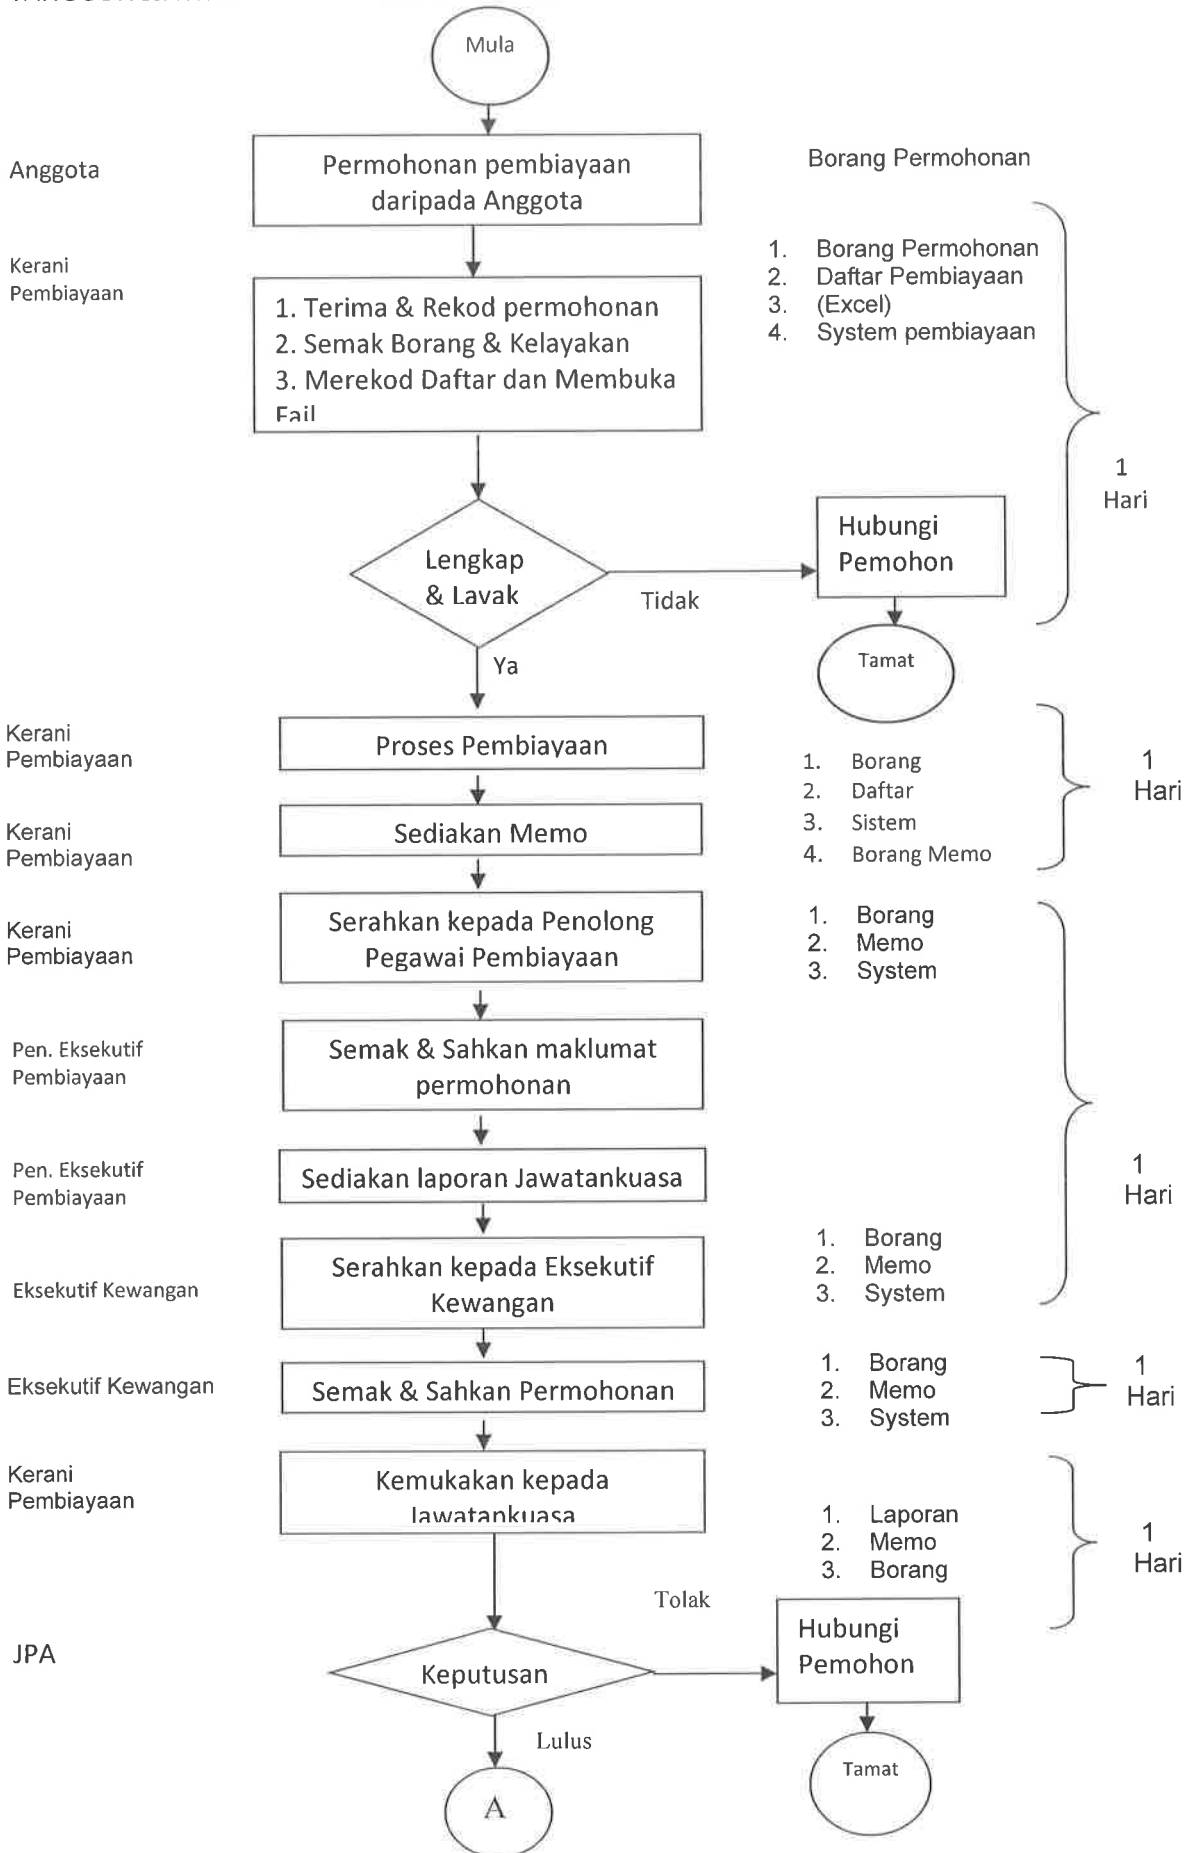 Mula
Anggota
Permohonan pembiayaan
daripada Anggota
Borang Permohonan
Kerani
Pembiayaan
1. Terima & Rekod permohonan
2. Semak Borang & Kelayakan
3. Merekod Daftar dan Membuka
Fail
1. Borang Permohonan
2. Daftar Pembiayaan
3. (Excel)
4. System pembiayaan
1
Hari
Lengkap
& Layak
Tidak
Hubungi
Pemohon
Tamat
Ya
Kerani
Pembiayaan
Proses Pembiayaan
1. Borang
2. Daftar
3. Sistem
4. Borang Memo
1
Hari
Kerani
Pembiayaan
Sediakan Memo
Kerani
Pembiayaan
Serahkan kepada Penolong
Pegawai Pembiayaan
1. Borang
2. Memo
3. System
Pen. Eksekutif
Pembiayaan
Semak & Sahkan maklumat
permohonan
Pen. Eksekutif
Pembiayaan
Sediakan laporan Jawatankuasa
1
Hari
Eksekutif Kewangan
Serahkan kepada Eksekutif
Kewangan
1. Borang
2. Memo
3. System
Eksekutif Kewangan
Semak & Sahkan Permohonan
1. Borang
2. Memo
3. System
1
Hari
Kerani
Pembiayaan
Kemukakan kepada
Jawatankuasa
1. Laporan
2. Memo
3. Borang
1
Hari
JPA
Keputusan
Tolak
Hubungi
Pemohon
Tamat
Lulus
A